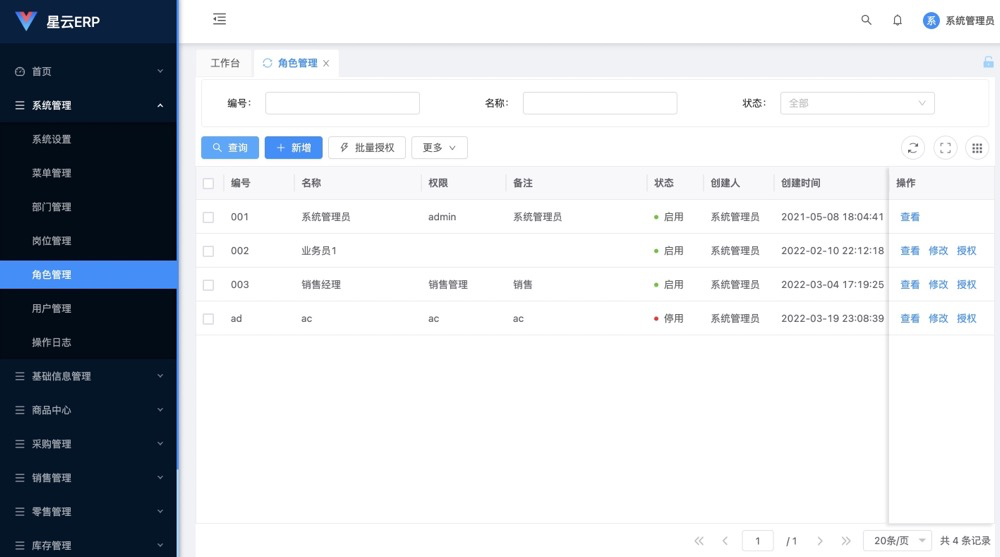 星云ERP
系统管理员
首页
系统管理
系统设置
菜单管理
部门管理
岗位管理
角色管理
用户管理
操作日志
基础信息管理
商品中心
采购管理
销售管理
零售管理
库存管理
工作台 角色管理
编号： 名称： 状态： 全部
查询 新增 批量授权 更多
编号 名称 权限 备注 状态 创建人 创建时间 操作
001 系统管理员 admin 系统管理员 启用 系统管理员 2021-05-08 18:04:41 查看
002 业务员1 启用 系统管理员 2022-02-10 22:12:18 查看 修改 授权
003 销售经理 销售管理 销售 启用 系统管理员 2022-03-04 17:19:25 查看 修改 授权
ad ac ac ac 停用 系统管理员 2022-03-19 23:08:39 查看 修改 授权
1 /1 20条/页 共 4 条记录